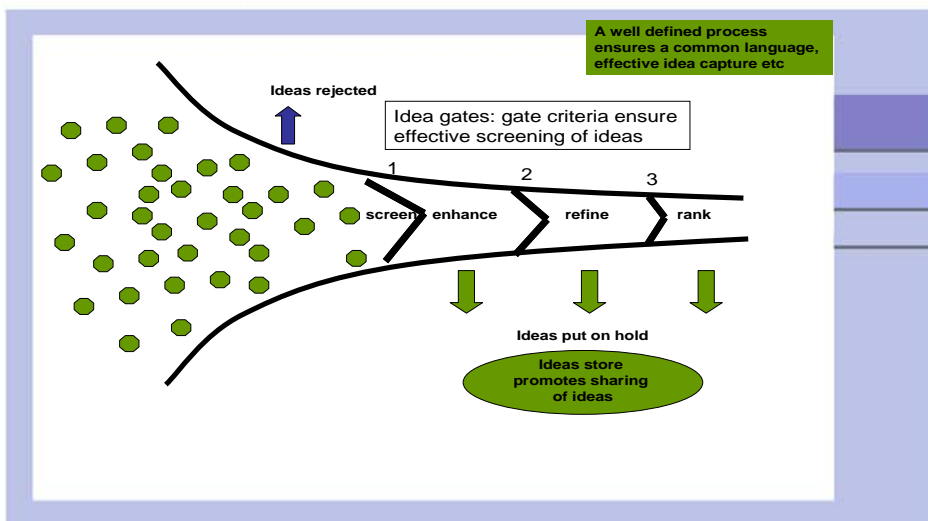 A well defined process
ensures a common language,
effective idea capture etc
Ideas rejected
Idea gates: gate criteria ensure
effective screening of ideas
1
2
3
screen
enhance
refine
rank
Ideas put on hold
Ideas store
promotes sharing
of ideas